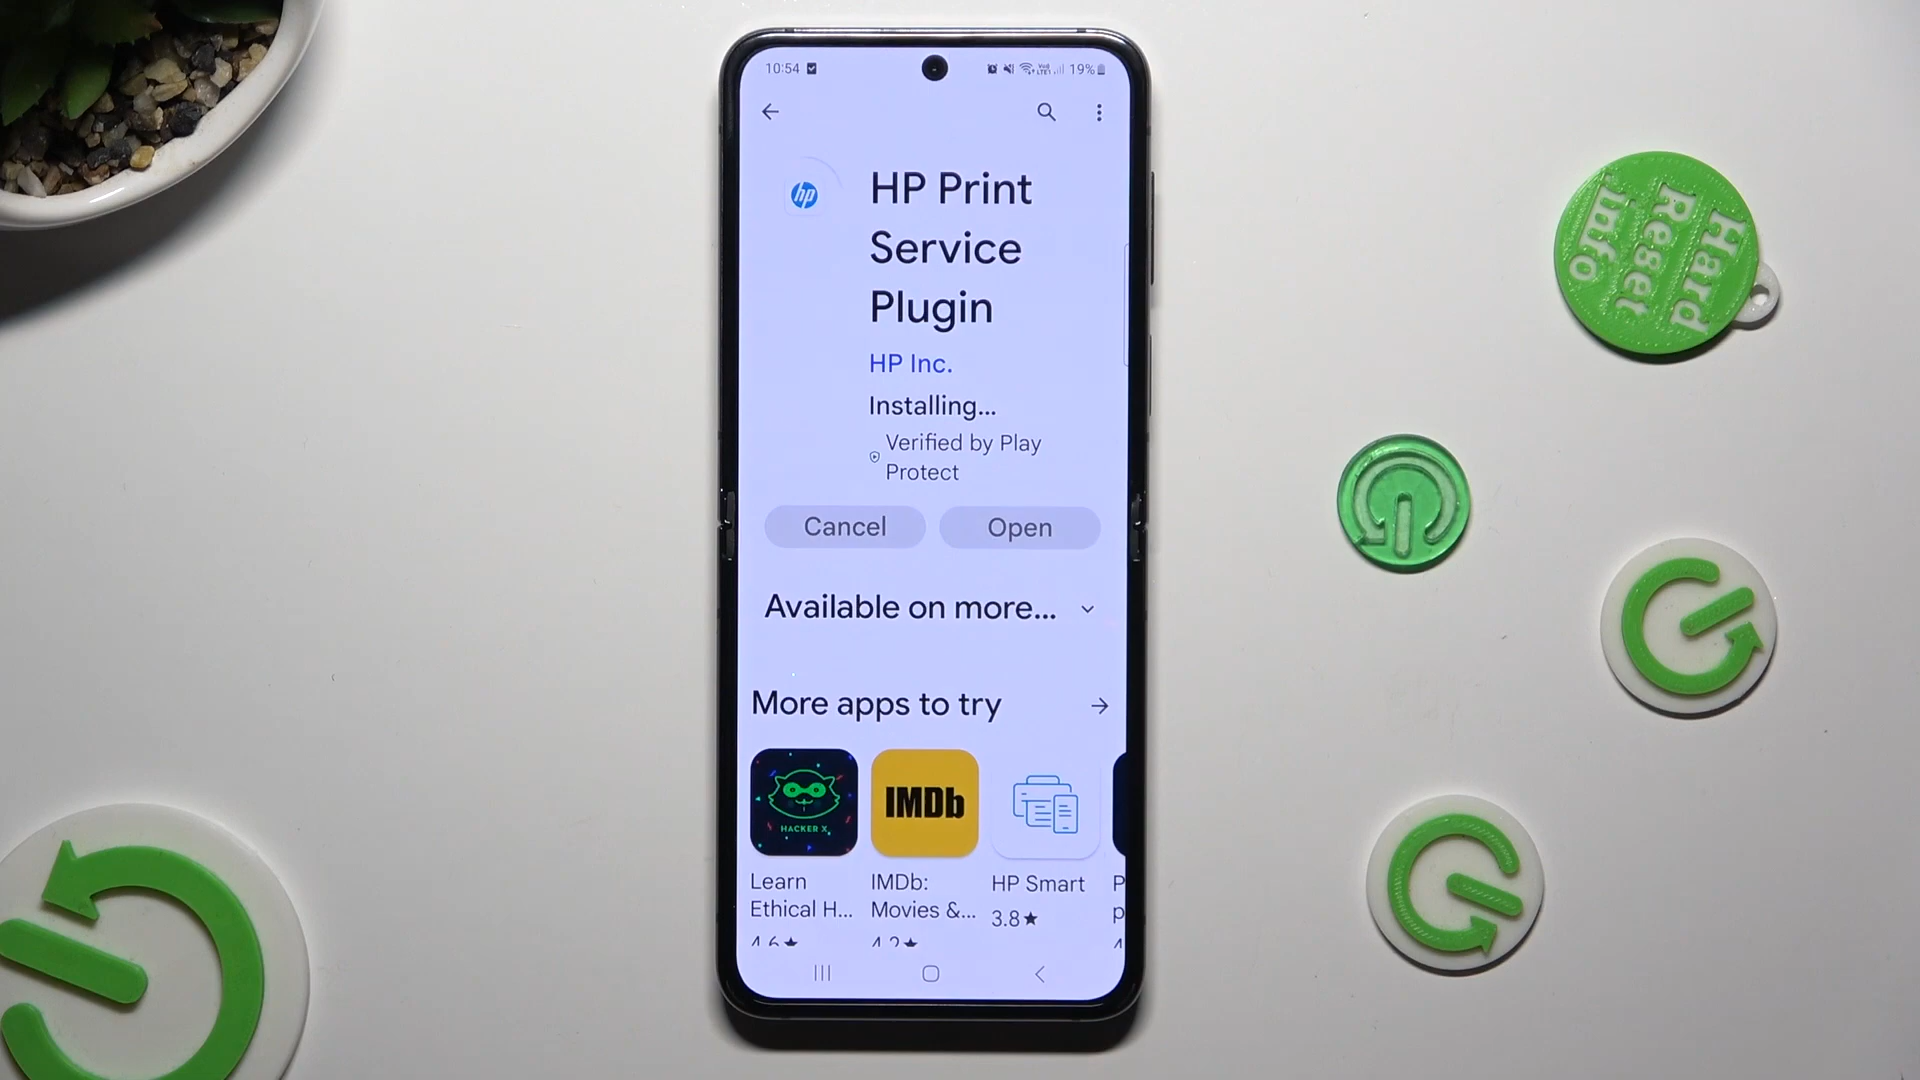 10:54
19%
hp
HP Print
Service
Plugin
HP Inc.
Installing...
Verified by Play
Protect
Cancel
Open
Available on more...
More apps to try
HACKER X
IMDb
Learn
Ethical H...
IMDb:
Movies &...
HP Smart
3.8★
4.6★
4.2★
Hard
Reset
Info